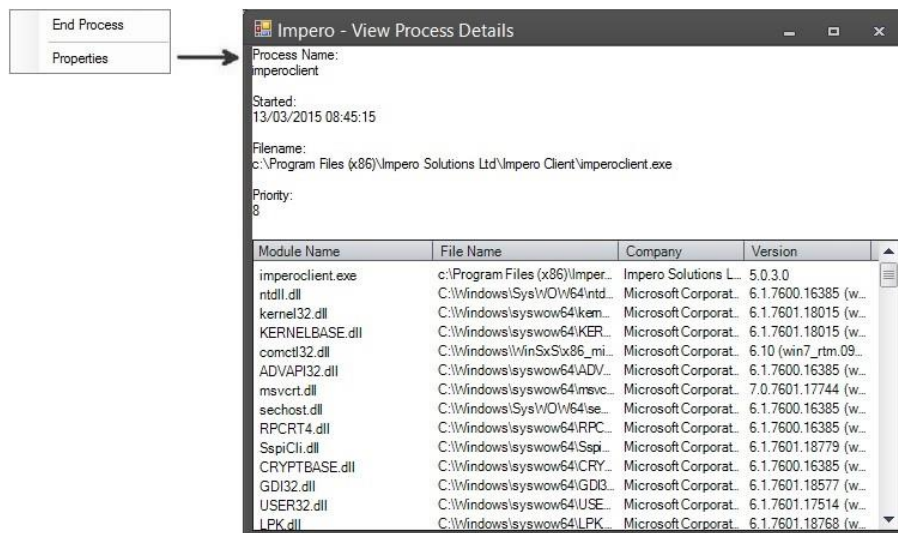 End Process
Properties
Impero - View Process Details
Process Name:
imperoclient
Started:
13/03/2015 08:45:15
Filename:
c:\Program Files (x86)\Impero Solutions Ltd\Impero Client\imperoclient.exe
Priority:
8
Module Name File Name Company Version
imperoclient.exe c:\Program Files (x86)\Imper... Impero Solutions L... 5.0.3.0
ntdll.dll C:\Windows\SysWOW64\ntd... Microsoft Corporat... 6.1.7600.16385 (w...
kernel32.dll C:\Windows\syswow64\kern... Microsoft Corporat... 6.1.7601.18015 (w...
KERNELBASE.dll C:\Windows\syswow64\KER... Microsoft Corporat... 6.1.7601.18015 (w...
comctl32.dll C:\Windows\WinSxS\x86_mi... Microsoft Corporat... 6.10 (win7_rtm.09...
ADVAPI32.dll C:\Windows\syswow64\ADV... Microsoft Corporat... 6.1.7600.16385 (w...
msvcrt.dll C:\Windows\syswow64\msvc... Microsoft Corporat... 7.0.7601.17744 (w...
sechost.dll C:\Windows\SysWOW64\se... Microsoft Corporat... 6.1.7600.16385 (w...
RPCRT4.dll C:\Windows\syswow64\RPC... Microsoft Corporat... 6.1.7600.16385 (w...
SspiCli.dll C:\Windows\syswow64\Sspi... Microsoft Corporat... 6.1.7601.18779 (w...
CRYPTBASE.dll C:\Windows\syswow64\CRY... Microsoft Corporat... 6.1.7600.16385 (w...
GDI32.dll C:\Windows\syswow64\GDI3... Microsoft Corporat... 6.1.7601.18577 (w...
USER32.dll C:\Windows\syswow64\USE... Microsoft Corporat... 6.1.7601.17514 (w...
LPK.dll C:\Windows\syswow64\LPK... Microsoft Corporat... 6.1.7601.18768 (w...